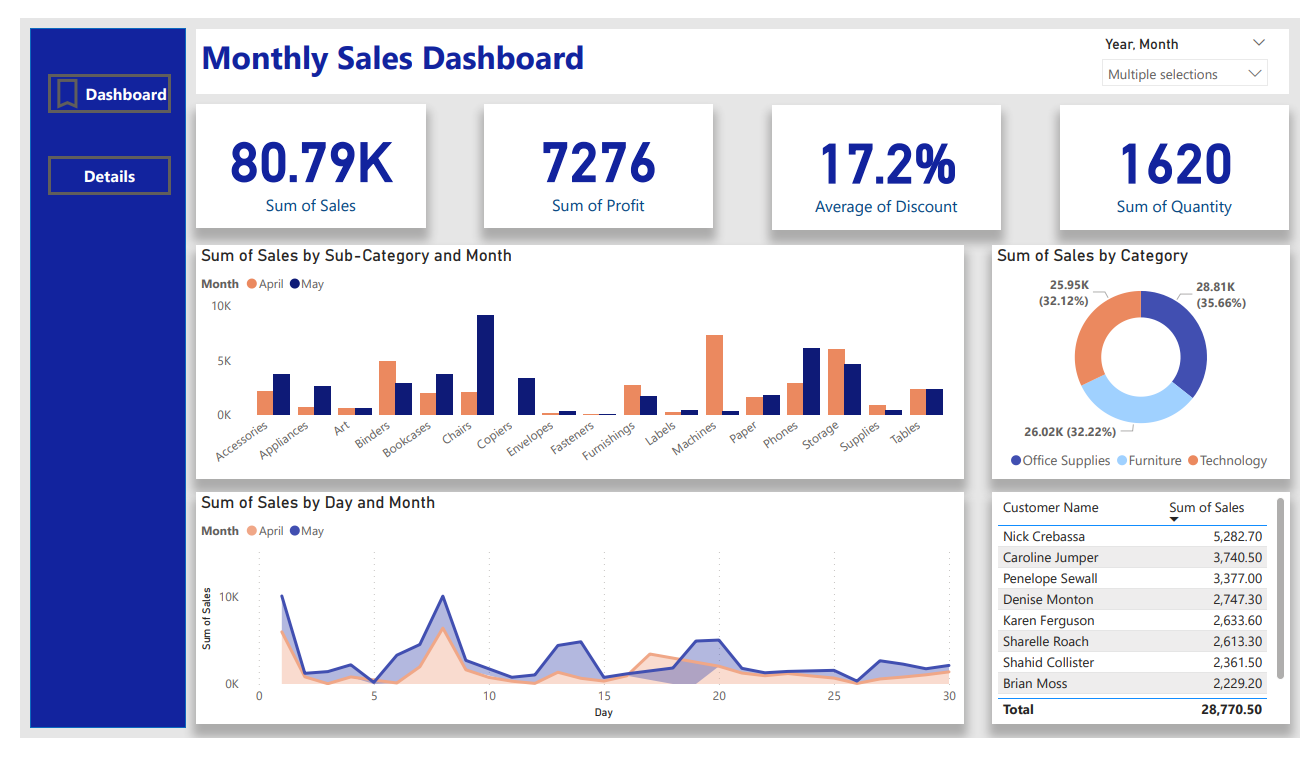 Dashboard
Details
Monthly Sales Dashboard
Year, Month
Multiple selections
80.79K
Sum of Sales
7276
Sum of Profit
17.2%
Average of Discount
1620
Sum of Quantity
Sum of Sales by Sub-Category and Month
Month April May
10K
5K
0K
Accessories
Appliances
Art
Binders
Bookcases
Chairs
Copiers
Envelopes
Fasteners
Furnishings
Labels
Machines
Paper
Phones
Storage
Supplies
Tables
Sum of Sales by Category
25.95K
(32.12%)
28.81K
(35.66%)
26.02K (32.22%)
Office Supplies Furniture Technology
Sum of Sales by Day and Month
Month April May
Sum of Sales
10K
0K
0 5 10 15 20 25 30
Day
Customer Name Sum of Sales
Nick Crebassa 5,282.70
Caroline Jumper 3,740.50
Penelope Sewall 3,377.00
Denise Monton 2,747.30
Karen Ferguson 2,633.60
Sharelle Roach 2,613.30
Shahid Collister 2,361.50
Brian Moss 2,229.20
Total 28,770.50